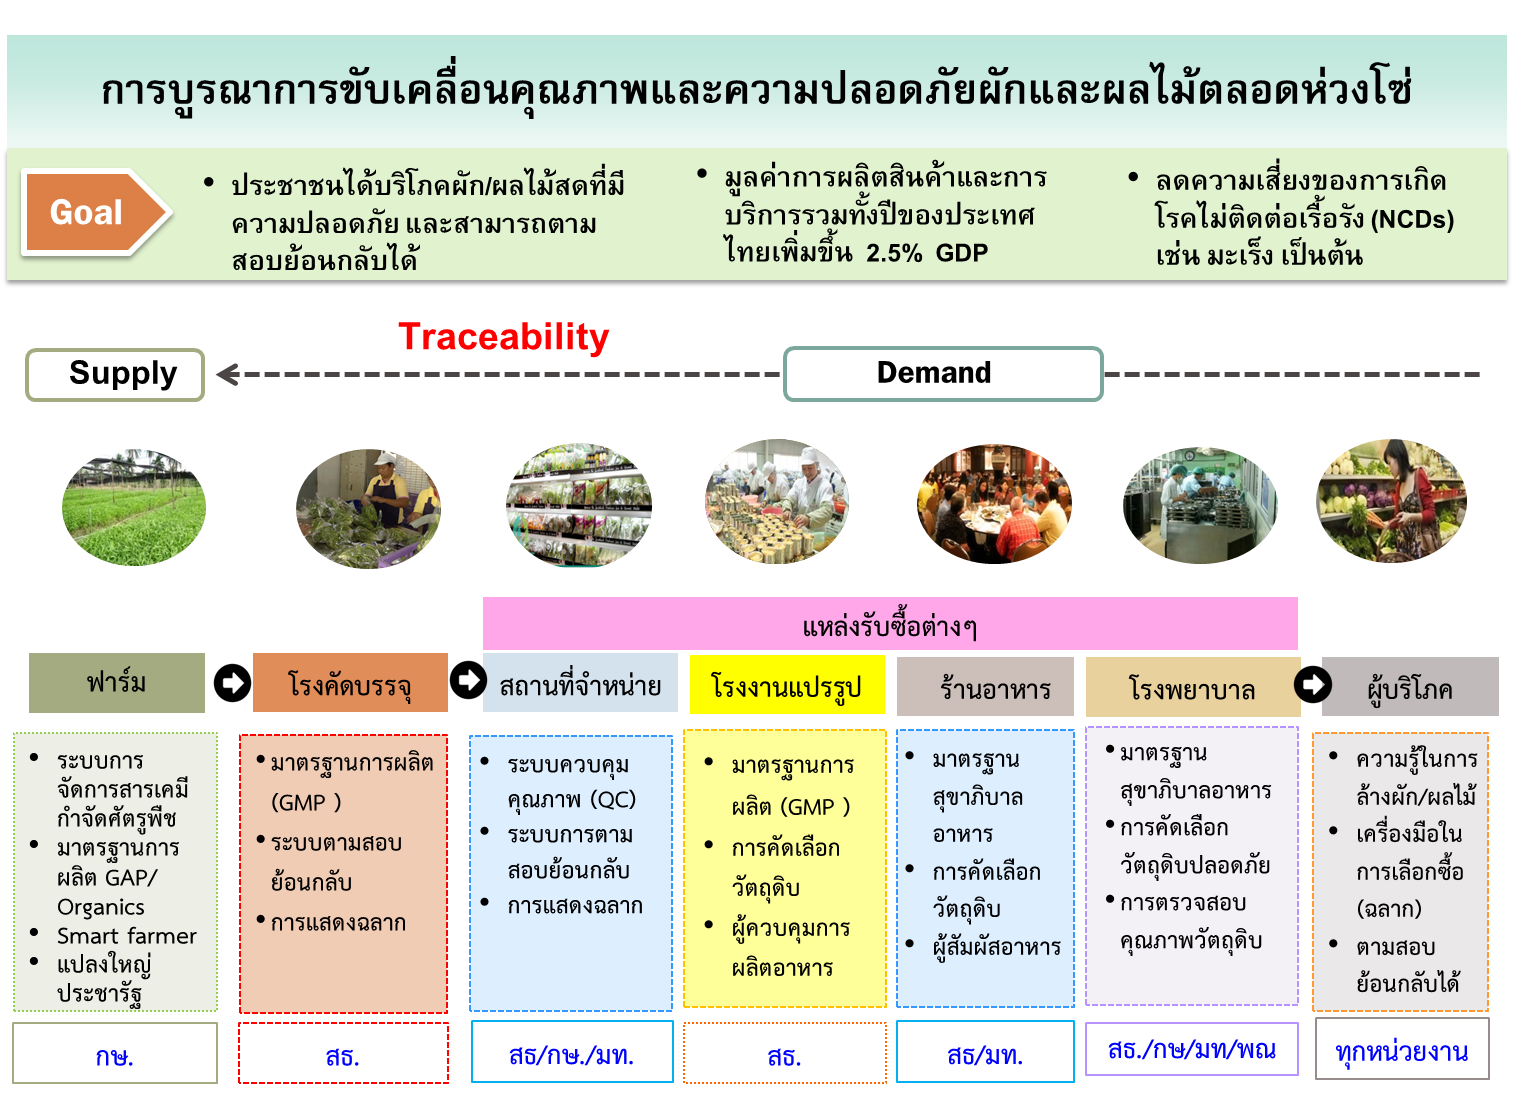 การบูรณาการขับเคลื่อนคุณภาพและความปลอดภัยผักและผลไม้ตลอดห่วงโซ่
Goal
• ประชาชนได้บริโภคผัก/ผลไม้สดที่มี
ความปลอดภัย และสามารถตาม
สอบย้อนกลับได้
• มูลค่าการผลิตสินค้าและการ
บริการรวมทั้งปีของประเทศ
ไทยเพิ่มขึ้น 2.5% GDP
• ลดความเสี่ยงของการเกิด
โรคไม่ติดต่อเรื้อรัง (NCDs)
เช่น มะเร็ง เป็นต้น
Traceability
Supply
Demand
แหล่งรับซื้อต่างๆ
ฟาร์ม
โรงคัดบรรจุ
สถานที่จำหน่าย
โรงงานแปรรูป
ร้านอาหาร
โรงพยาบาล
ผู้บริโภค
• ระบบการ
จัดการสารเคมี
กำจัดศัตรูพืช
• มาตรฐานการ
ผลิต GAP/
Organics
• Smart farmer
• แปลงใหญ่
ประชารัฐ
• มาตรฐานการผลิต
(GMP )
• ระบบตามสอบ
ย้อนกลับ
• การแสดงฉลาก
• ระบบควบคุม
คุณภาพ (QC)
• ระบบการตาม
สอบย้อนกลับ
• การแสดงฉลาก
• มาตรฐานการ
ผลิต (GMP )
• การคัดเลือก
วัตถุดิบ
• ผู้ควบคุมการ
ผลิตอาหาร
• มาตรฐาน
สุขาภิบาล
อาหาร
• การคัดเลือก
วัตถุดิบ
• ผู้สัมผัสอาหาร
• มาตรฐาน
สุขาภิบาลอาหาร
• การคัดเลือก
วัตถุดิบปลอดภัย
• การตรวจสอบ
คุณภาพวัตถุดิบ
• ความรู้ในการ
ล้างผัก/ผลไม้
• เครื่องมือใน
การเลือกซื้อ
(ฉลาก)
• ตามสอบ
ย้อนกลับได้
กษ.
สธ.
สธ/กษ./มท.
สธ.
สธ/มท.
สธ./กษ/มท/พณ
ทุกหน่วยงาน